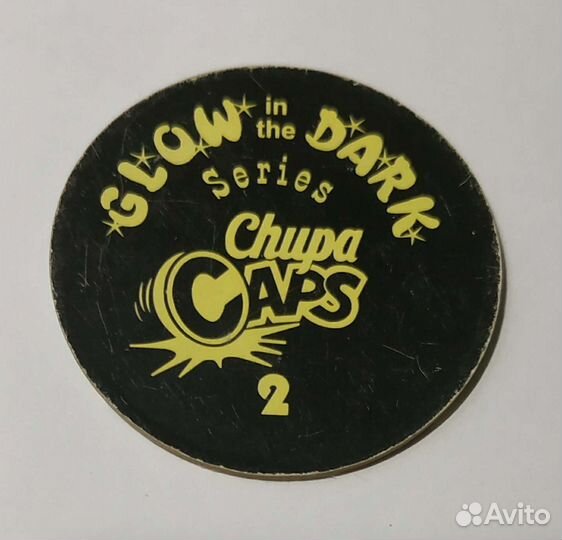 GLOW in the DARK
Series
Chupa
CAPS
2
Avito